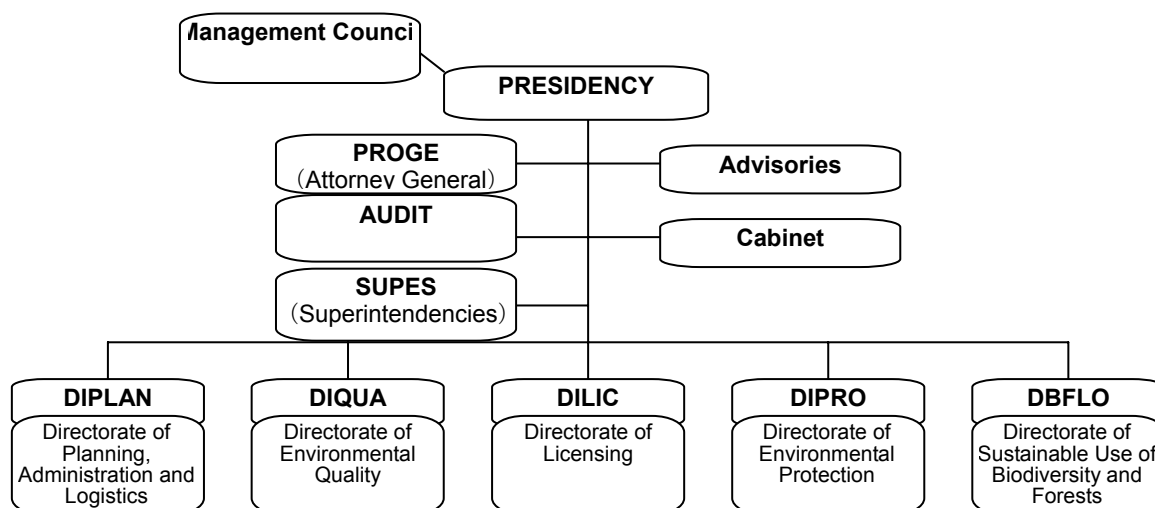 Management Counci
PRESIDENCY
PROGE
(Attorney General)
Advisories
AUDIT
Cabinet
SUPES
(Superintendencies)
DIPLAN
Directorate of
Planning,
Administration and
Logistics
DIQUA
Directorate of
Environmental
Quality
DILIC
Directorate of
Licensing
DIPRO
Directorate of
Environmental
Protection
DBFLO
Directorate of
Sustainable Use of
Biodiversity and
Forests